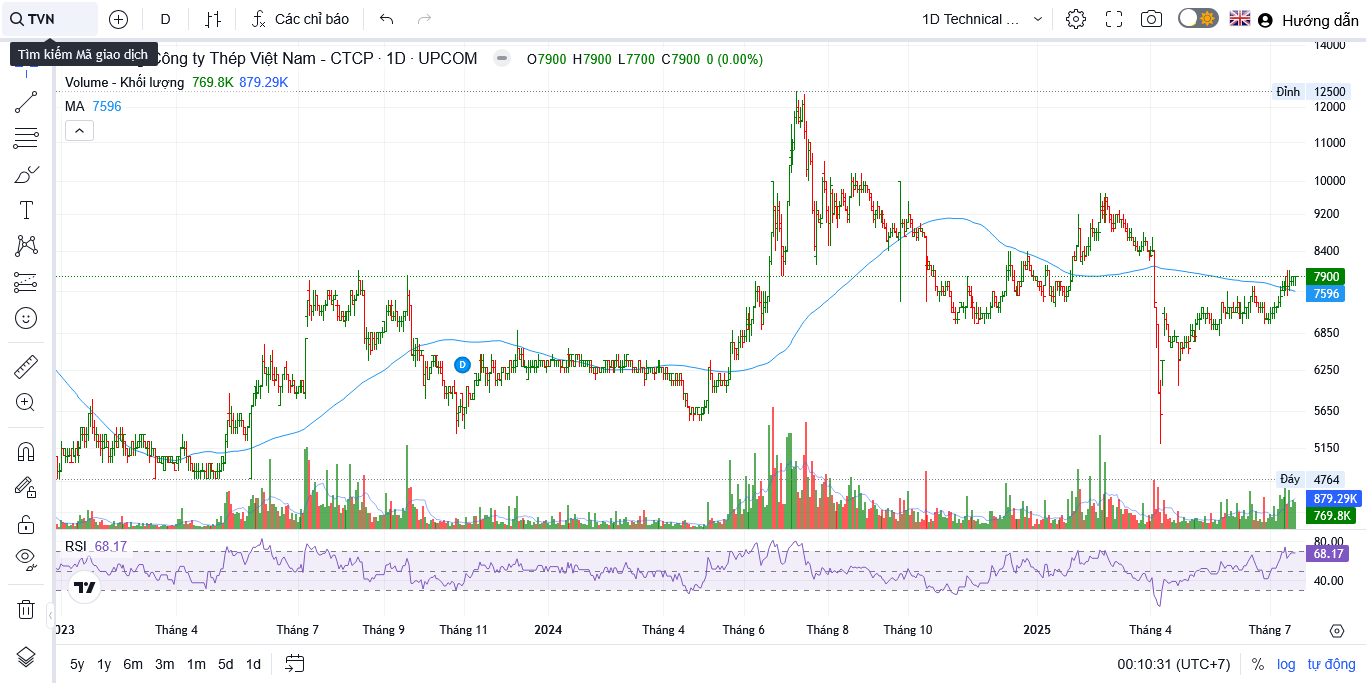 TVN D Các chỉ báo 1D Technical ... Hướng dẫn
Tìm kiếm Mã giao dịch
Công ty Thép Việt Nam - CTCP · 1D · UPCOM O7900 H7900 L7700 C7900 0 (0.00%)
Volume - Khối lượng 769.8K 879.29K
MA 7596
14000
Đỉnh 12500
12000
11000
10000
9200
8400
7900
7596
6850
6250
5650
5150
Đáy 4764
879.29K
769.8K
D
RSI 68.17
80.00
68.17
40.00
023 Tháng 4 Tháng 7 Tháng 9 Tháng 11 2024 Tháng 4 Tháng 6 Tháng 8 Tháng 10 2025 Tháng 4 Tháng 7
5y 1y 6m 3m 1m 5d 1d 00:10:31 (UTC+7) % log tự động